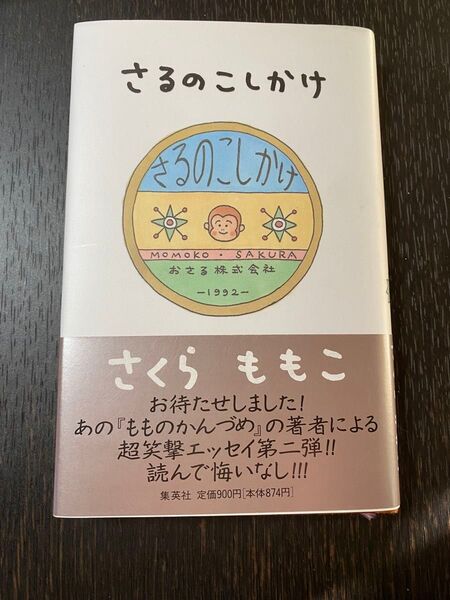 さるのこしかけ
さるのこしかけ
MOMOKO・SAKURA
おさる株式会社
－1992－
さくら ももこ
お待たせしました!
あの『もものかんづめ』の著者による
超笑撃エッセイ第二弾!!
読んで悔いなし!!!
集英社 定価900円[本体874円]